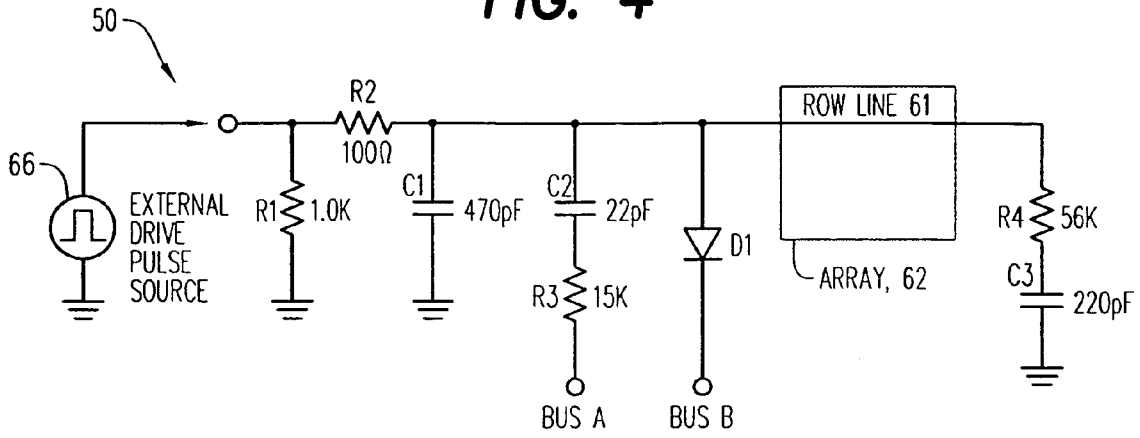 FIG. 4
50
R2
100Ω
ROW LINE 61
66
EXTERNAL
DRIVE
PULSE
SOURCE
R1
1.0K
C1
470pF
C2
22pF
R3
15K
D1
ARRAY, 62
R4
56K
C3
220pF
BUS A
BUS B